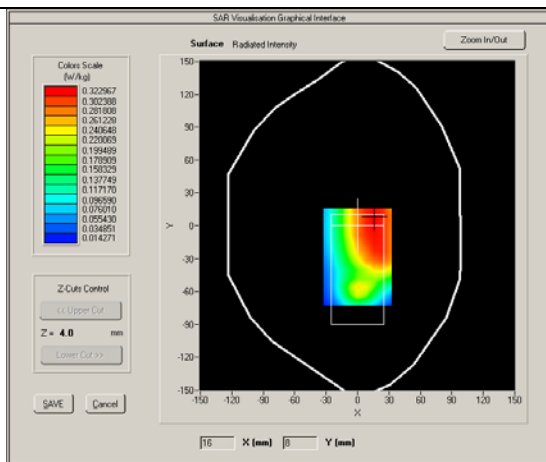 SAR Visualisation Graphical Interface
Surface Radiated Intensity
Zoom In/Out
Colors Scale
(W/kg)
0.322967
0.302388
0.281808
0.261228
0.240648
0.220069
0.199489
0.178909
0.158329
0.137749
0.117170
0.096590
0.076010
0.055430
0.034851
0.014271
Z-Cuts Control
<< Upper Cut
Z = 4.0 mm
Lower Cut >>
SAVE Cancel
150
120
90
60
30
0
-30
-60
-90
-120
-150
Y
-150 -120 -90 -60 -30 0 30 60 90 120 150
X
16 X (mm) 8 Y (mm)